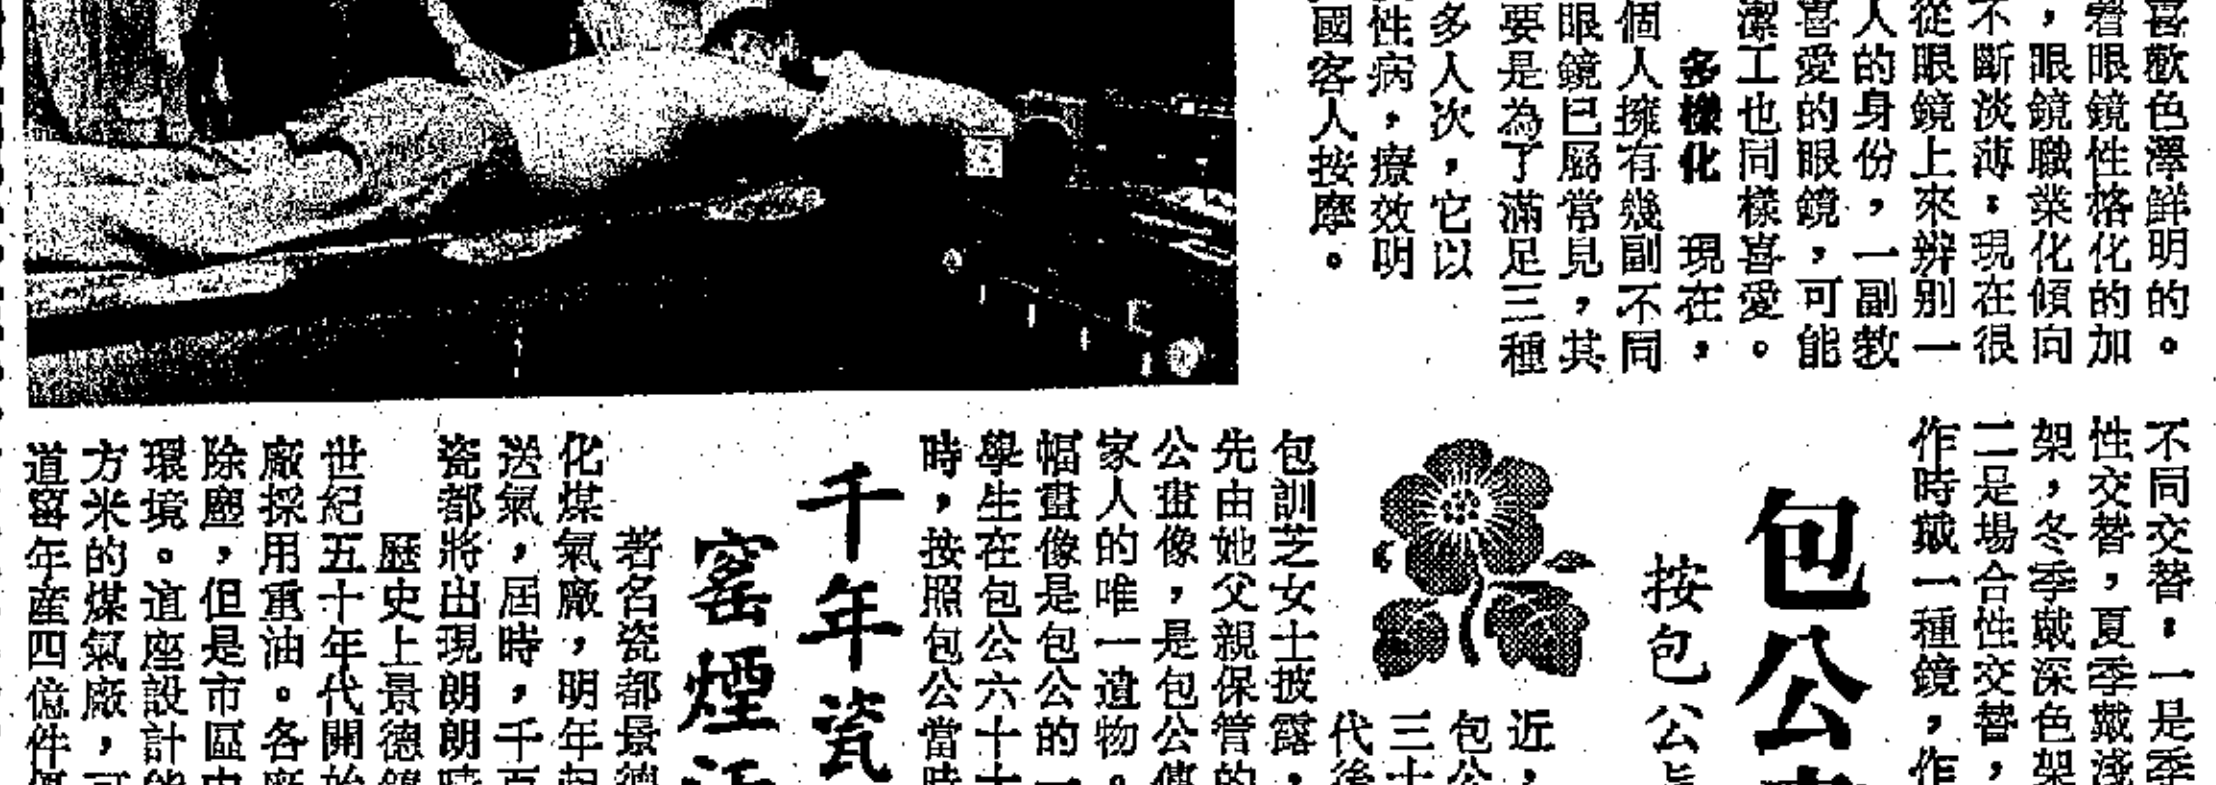 喜歡色澤鮮明的。
着眼鏡性格化的加
，眼鏡職業化傾向
不斷淡薄：現在很
從眼鏡上來辨别一
人的身份，一副教
喜愛的眼鏡，可能
潔工也同樣喜愛。
多樣化　現在，
個人擁有幾副不同
眼鏡已屬常見，其
要是為了滿足三種
多人次，它以
性病，療效明
國客人按摩。
不同交替：一是季
性交替，夏季戴淺
架，冬季戴深色架
二是場合性交替，
作時戴一種鏡，作
包公
按包公
近，
包公
三十
代後
包訓芝女士披露，
先由她父親保管的
公畫像，是包公傳
家人的唯一遺物。
幅畫像是包公的一
學生在包公六十大
時，按照包公當時
千年瓷
窰煙
著名瓷都景德
化煤氣廠，明年起
送氣，屆時，千百
瓷都將出現朗朗晴
歷史上景德鎮
世紀五十年代開始
廠採用重油。各廠
除塵，但是市區内
環境。這座設計能
方米的煤氣廠，可
道窰年産四億件